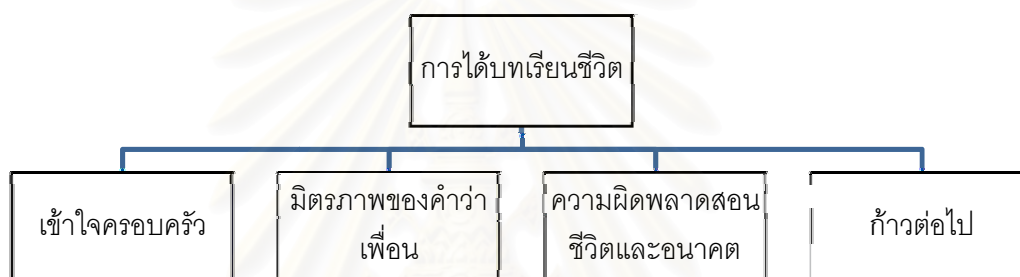 การได้บทเรียนชีวิต
เข้าใจครอบครัว
มิตรภาพของคำว่า
เพื่อน
ความผิดพลาดสอน
ชีวิตและอนาคต
ก้าวต่อไป